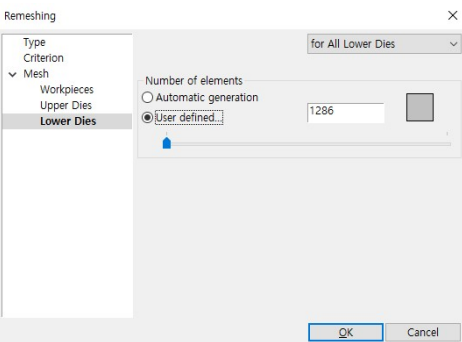 Remeshing
Type
Criterion
Mesh
Workpieces
Upper Dies
Lower Dies
for All Lower Dies
Number of elements
Automatic generation
User defined...
1286
OK
Cancel